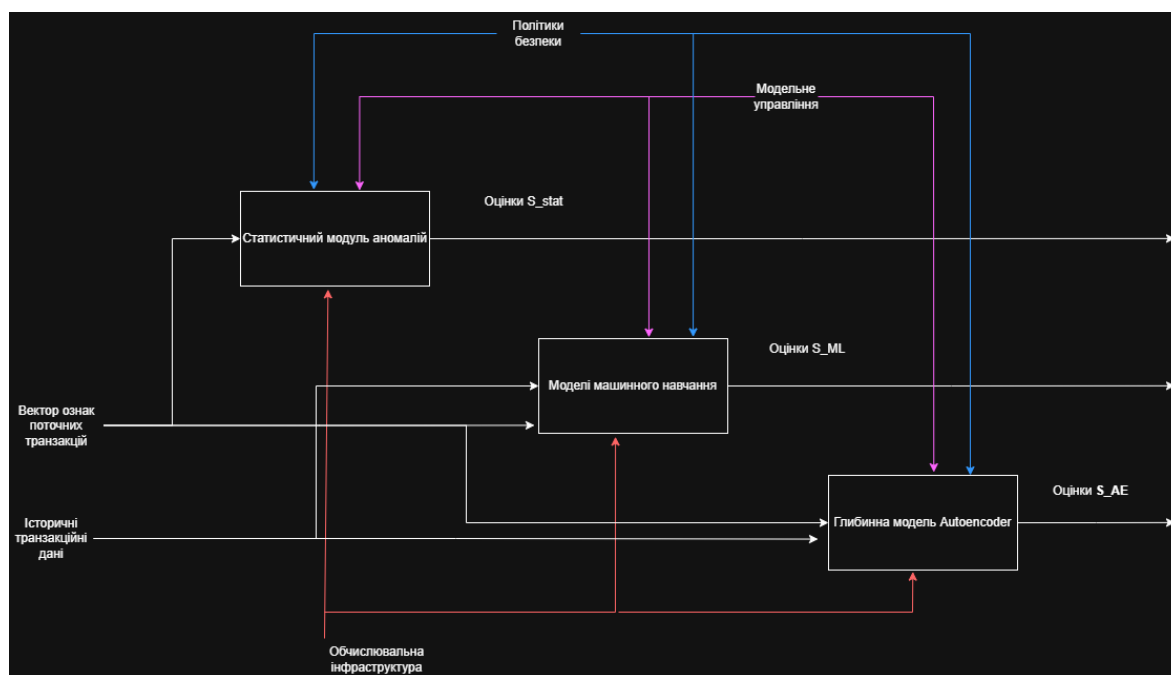 Політики
безпеки
Модельне
управління
Оцінки S_stat
Статистичний модуль аномалій
Оцінки S_ML
Моделі машинного навчання
Вектор ознак
поточних
транзакцій
Оцінки S_AE
Історичні
транзакційні
дані
Глибинна модель Autoencoder
Обчислювальна
інфраструктура